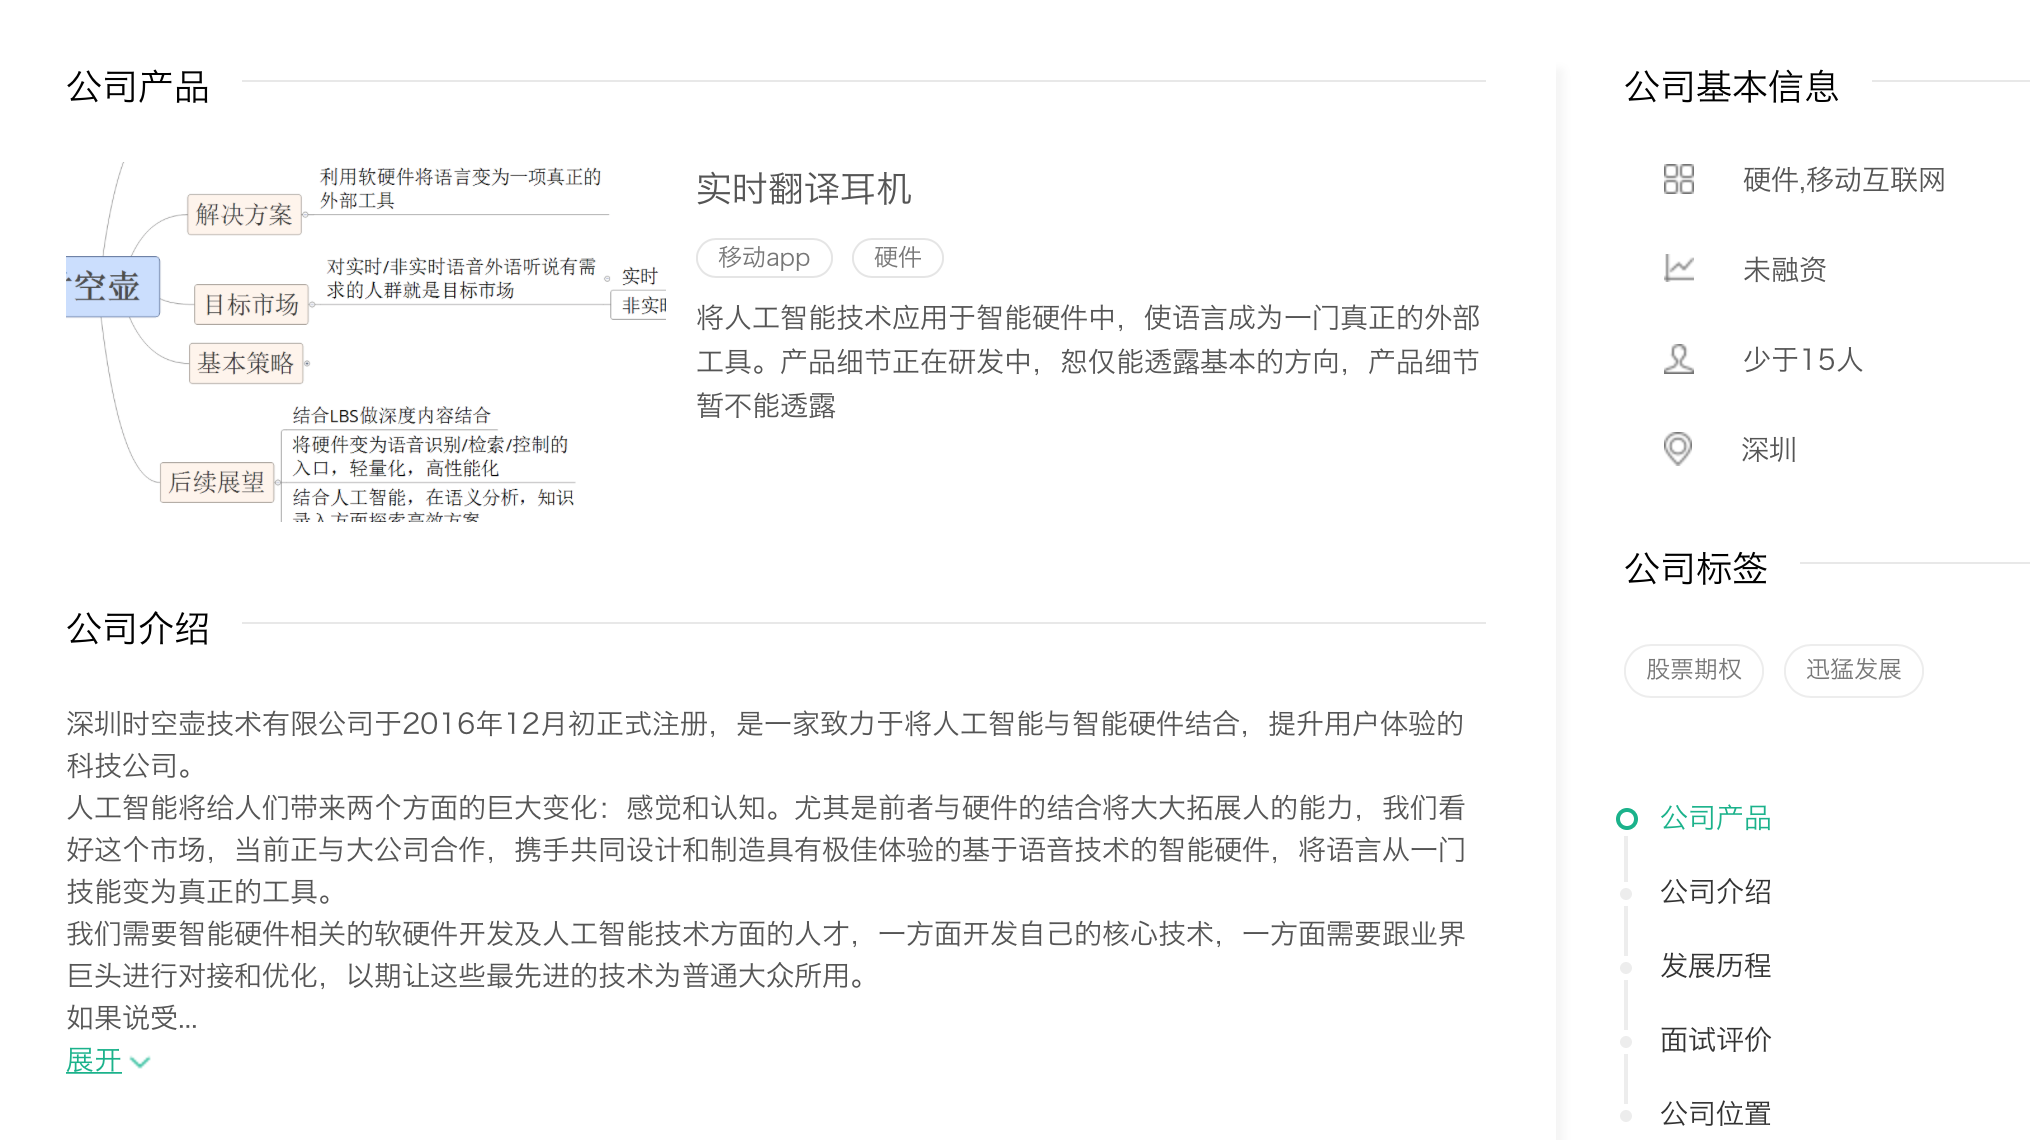 公司产品
利用软硬件将语言变为一项真正的
外部工具
解决方案
空壶
对实时/非实时语音外语听说有需
求的人群就是目标市场
实时
非实
目标市场
基本策略
结合LBS做深度内容结合
将硬件变为语音识别/检索/控制的
入口，轻量化，高性能化
后续展望
结合人工智能，在语义分析，知识
录入方面探索高效方案
实时翻译耳机
移动app
硬件
将人工智能技术应用于智能硬件中，使语言成为一门真正的外部
工具。产品细节正在研发中，恕仅能透露基本的方向，产品细节
暂不能透露
公司介绍
深圳时空壶技术有限公司于2016年12月初正式注册，是一家致力于将人工智能与智能硬件结合，提升用户体验的
科技公司。
人工智能将给人们带来两个方面的巨大变化：感觉和认知。尤其是前者与硬件的结合将大大拓展人的能力，我们看
好这个市场，当前正与大公司合作，携手共同设计和制造具有极佳体验的基于语音技术的智能硬件，将语言从一门
技能变为真正的工具。
我们需要智能硬件相关的软硬件开发及人工智能技术方面的人才，一方面开发自己的核心技术，一方面需要跟业界
巨头进行对接和优化，以期让这些最先进的技术为普通大众所用。
如果说受...
展开
公司基本信息
硬件,移动互联网
未融资
少于15人
深圳
公司标签
股票期权
迅猛发展
公司产品
公司介绍
发展历程
面试评价
公司位置